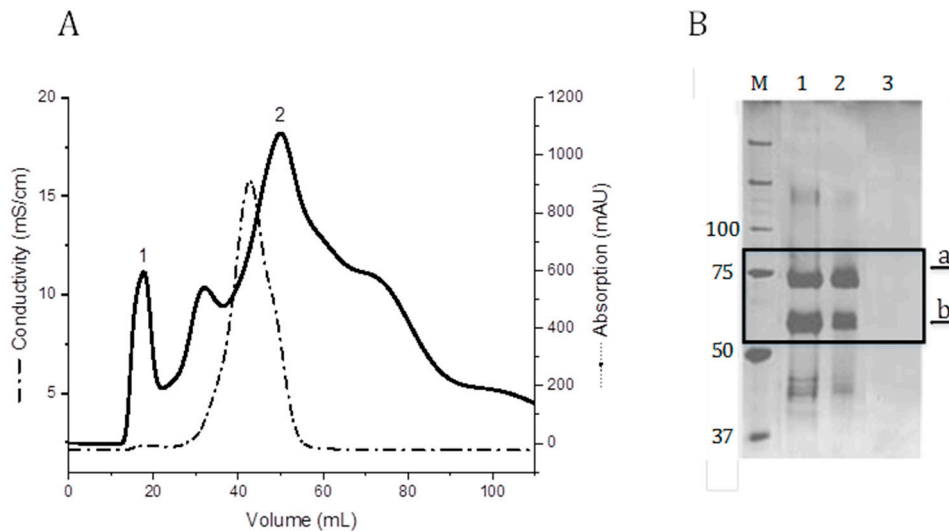 A
20
15
10
5
Conductivity (mS/cm)
1
2
1200
1000
800
600
400
200
0
Absorption (mAU)
0 20 40 60 80 100
Volume (mL)
B
M 1 2 3
100
75
50
37
a
b